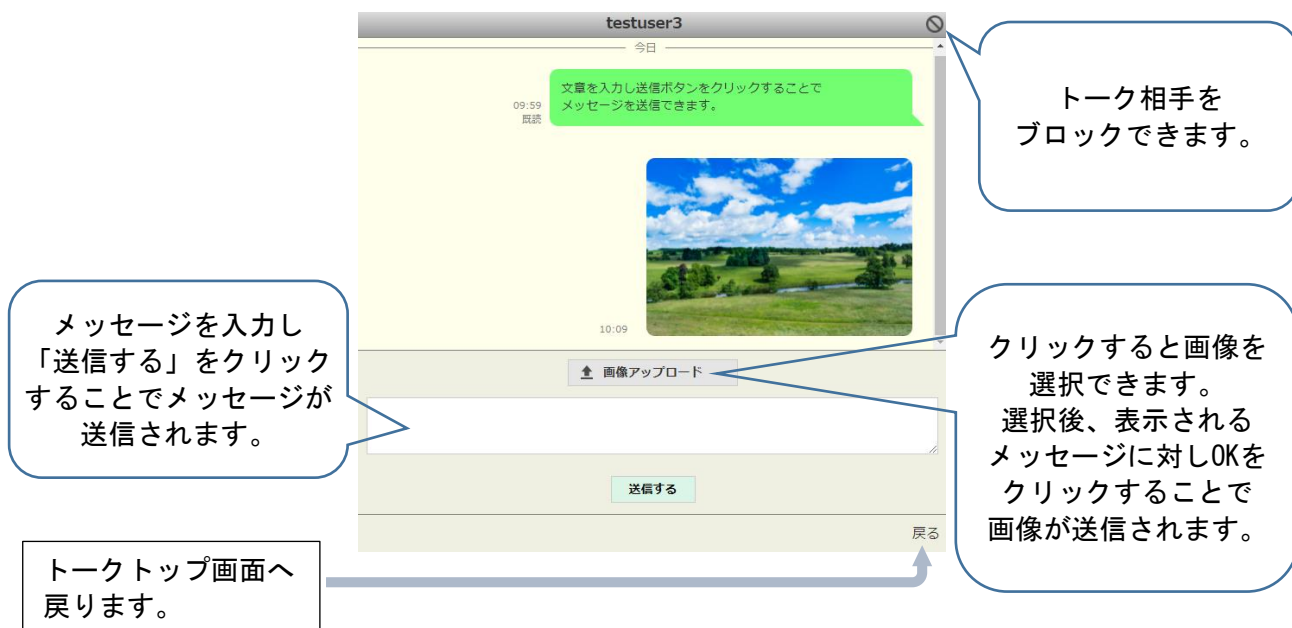 testuser3
今日
文章を入力し送信ボタンをクリックすることで
メッセージを送信できます。
09:59
既読
10:09
画像アップロード
送信する
戻る
トーク相手を
ブロックできます。
メッセージを入力し
「送信する」をクリック
することでメッセージが
送信されます。
クリックすると画像を
選択できます。
選択後、表示される
メッセージに対しOKを
クリックすることで
画像が送信されます。
トークトップ画面へ
戻ります。